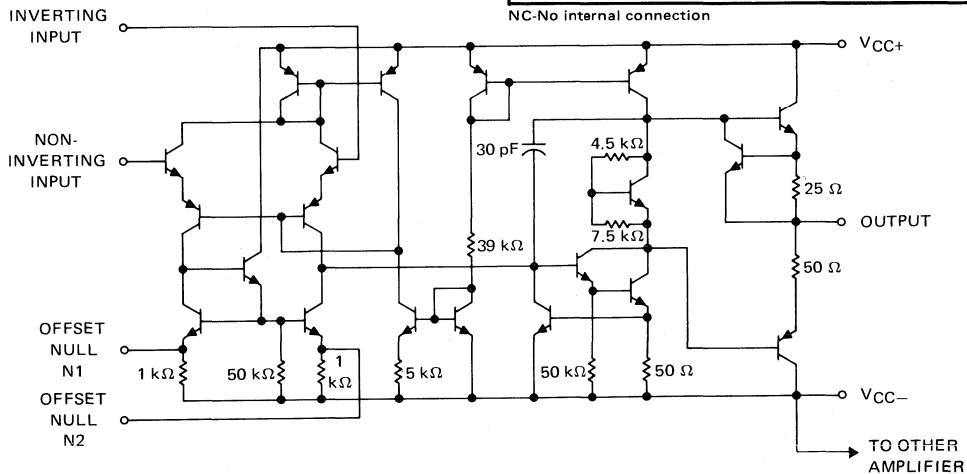 NC-No internal connection
INVERTING
INPUT
VCC+
NON-
INVERTING
INPUT
30 pF
4.5 kΩ
7.5 kΩ
25 Ω
OUTPUT
39 kΩ
50 Ω
OFFSET
NULL
N1
1 kΩ
50 kΩ
1
kΩ
5 kΩ
50 kΩ
50 Ω
OFFSET
NULL
N2
VCC−
TO OTHER
AMPLIFIER